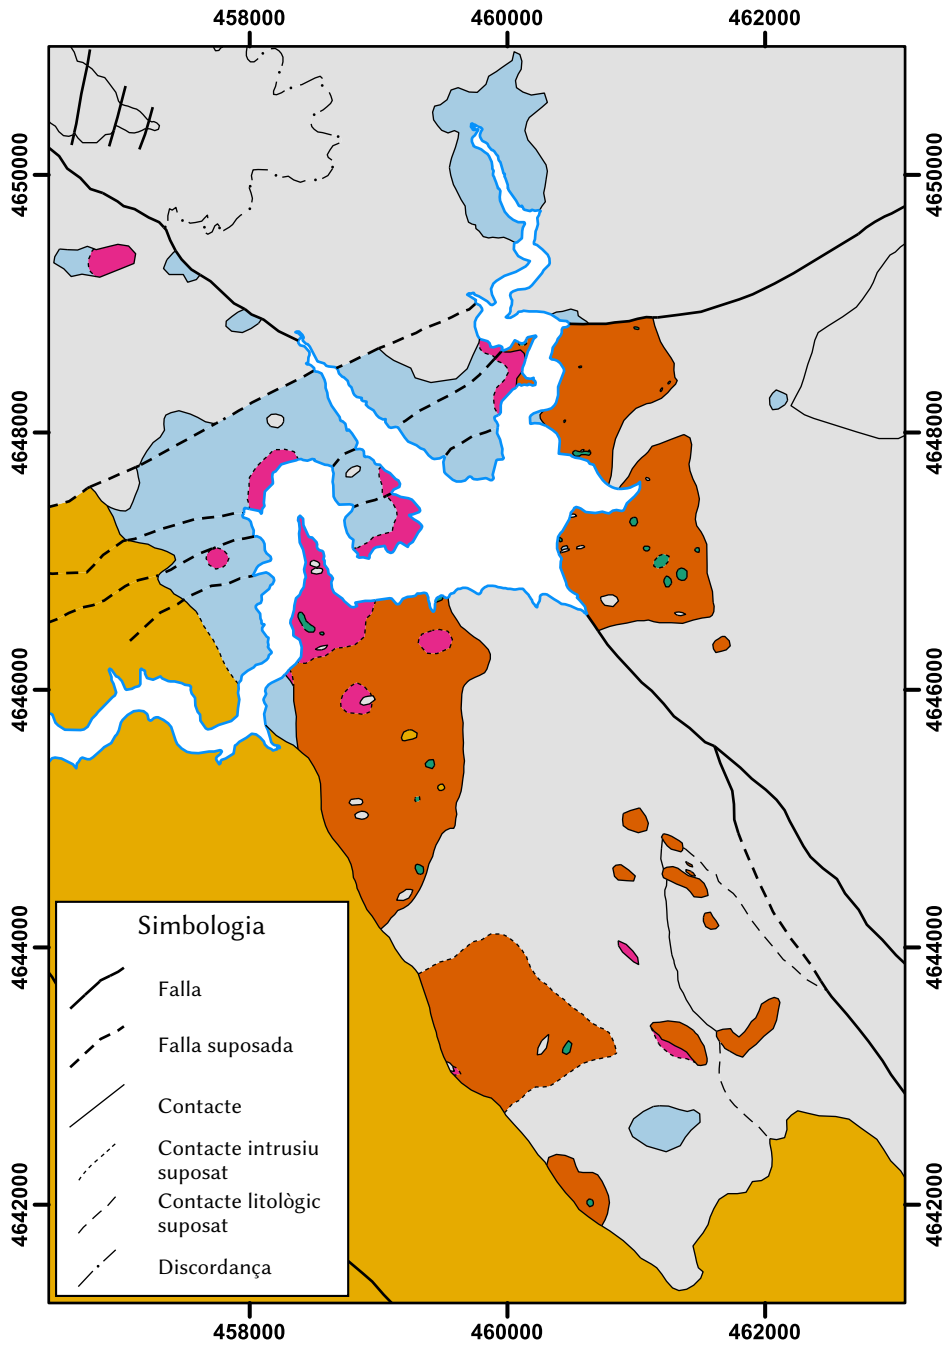 458000
460000
462000
4650000
4650000
4648000
4648000
4646000
4646000
4644000
4644000
4642000
4642000
Simbologia
Falla
Falla suposada
Contacte
Contacte intrusiu
suposat
Contacte litològic
suposat
Discordança
458000
460000
462000